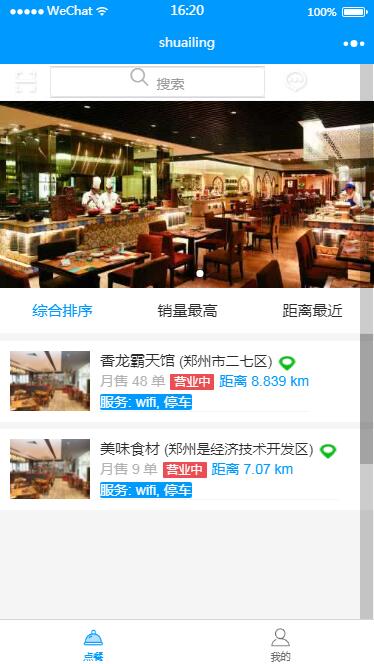 WeChat 16:20 100%
shuailing
搜索
综合排序 销量最高 距离最近
香龙霸天馆 (郑州市二七区)
月售 48 单 营业中 距离 8.839 km
服务: wifi, 停车
美味食材 (郑州是经济技术开发区)
月售 9 单 营业中 距离 7.07 km
服务: wifi, 停车
点餐 我的